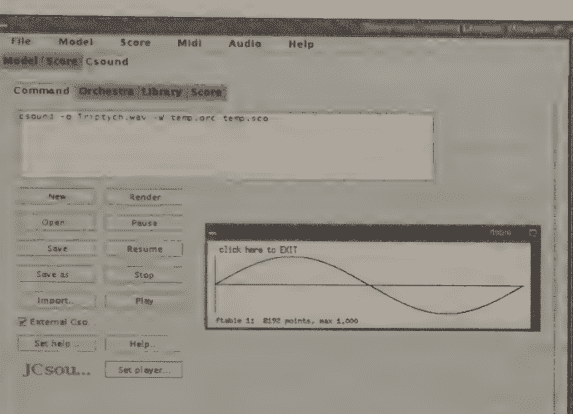 File Model Score Midi Audio Help
Model Score Csound
Command Orchestra Library Score
csound -o Triptych.wav -W temp.orc temp.sco
New Render
Open.. Pause
Save Resume
click here to EXIT
Save as Stop
Import.. Play
ftable 1: 8192 points, max 1,000
External Cso..
Set help .. Help..
JCsou... Set player...